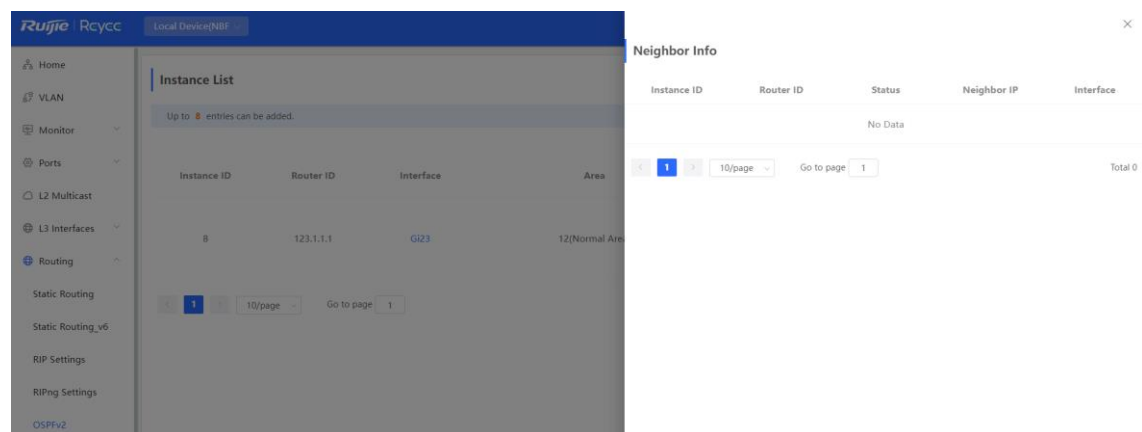 Ruijie Rcycc
Local Device(NBF
Home
VLAN
Monitor
Ports
L2 Multicast
L3 Interfaces
Routing
Static Routing
Static Routing_v6
RIP Settings
RIPng Settings
OSPFv2
Instance List
Up to 8 entries can be added.
Instance ID Router ID Interface Area
8 123.1.1.1 Gi23 12(Normal Area
1 10/page Go to page 1
Neighbor Info
Instance ID Router ID Status Neighbor IP Interface
No Data
1 10/page Go to page 1 Total 0